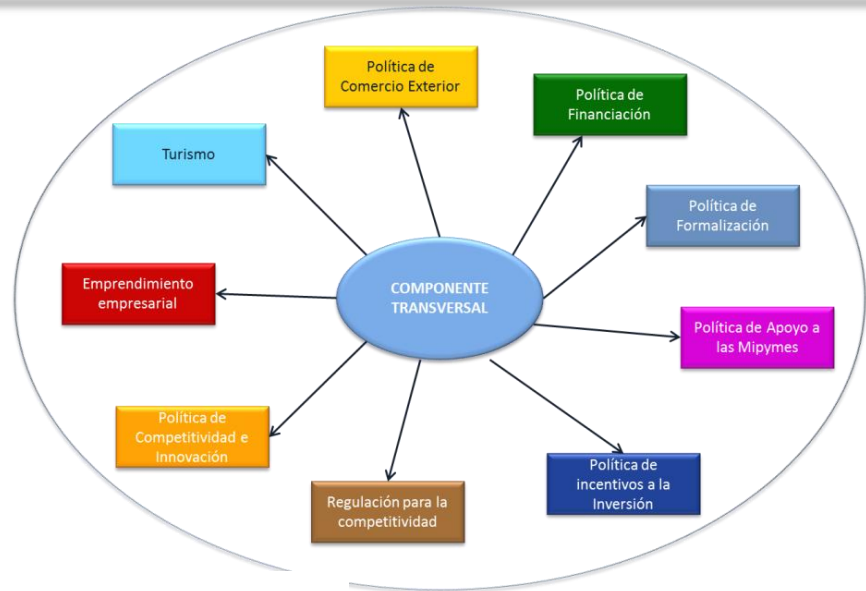 Política de
Comercio Exterior
Política de
Financiación
Turismo
Política de
Formalización
Emprendimiento
empresarial
COMPONENTE
TRANSVERSAL
Política de Apoyo a
las Mipymes
Política de
Competitividad e
Innovación
Política de
incentivos a la
Inversión
Regulación para la
competitividad